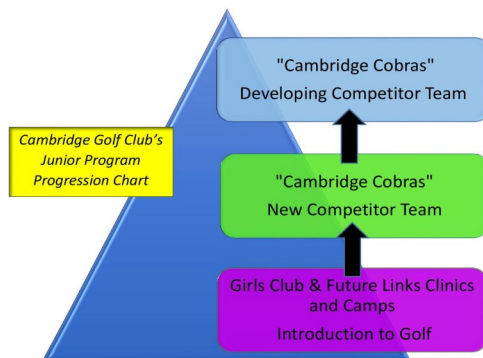 "Cambridge Cobras"
Developing Competitor Team
Cambridge Golf Club's
Junior Program
Progression Chart
"Cambridge Cobras"
New Competitor Team
Girls Club & Future Links Clinics
and Camps
Introduction to Golf